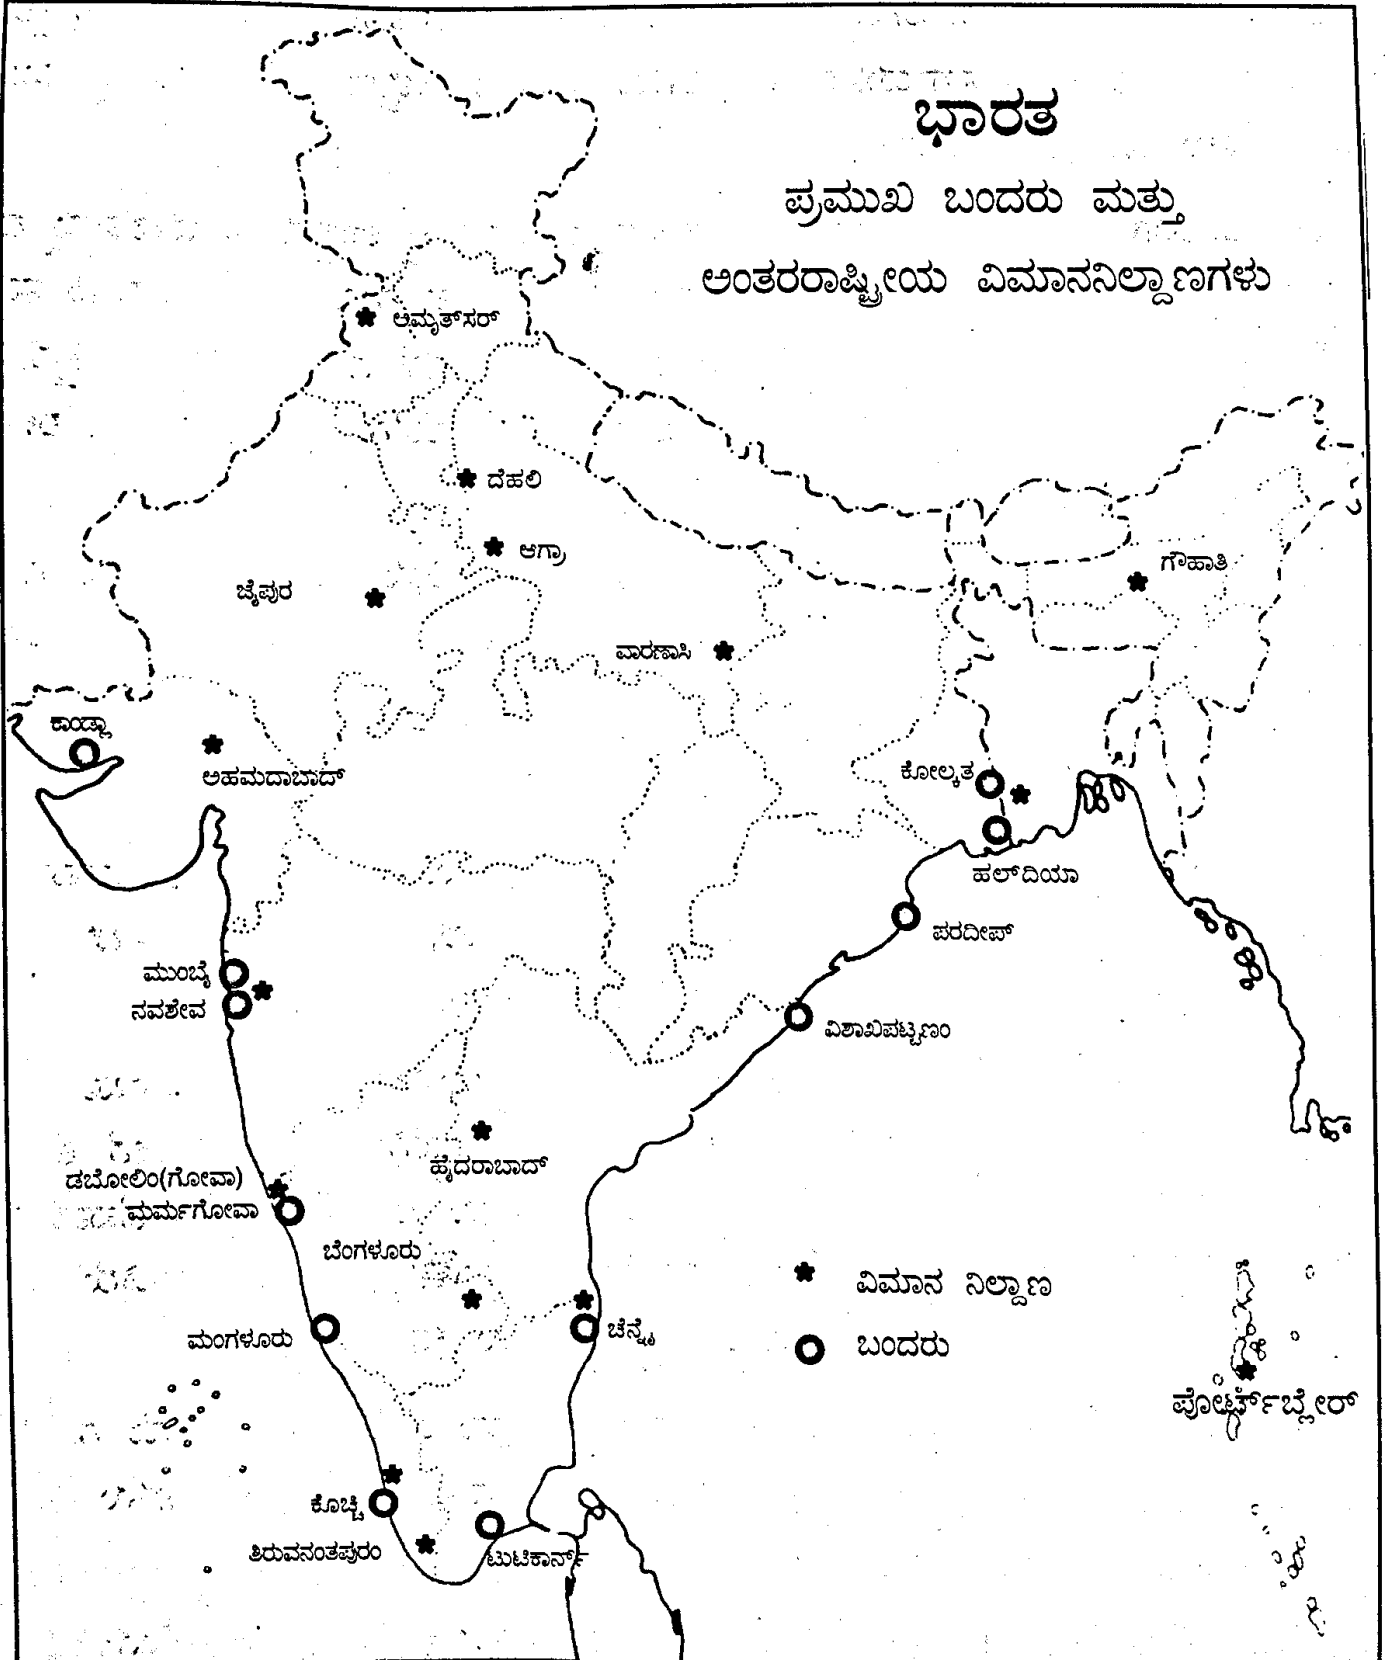 ಭಾರತ
ಪ್ರಮುಖ ಬಂದರು ಮತ್ತು
ಅಂತರರಾಷ್ಟ್ರೀಯ ವಿಮಾನನಿಲ್ದಾಣಗಳು
ಅಮೃತ್‌ಸರ್
ದೆಹಲಿ
ಆಗ್ರಾ
ಗೌಹಾತಿ
ಜೈಪುರ
ವಾರಣಾಸಿ
ಕಾಂಡ್ಲಾ
ಅಹಮದಾಬಾದ್
ಕೋಲ್ಕತ
ಹಲ್‌ದಿಯಾ
ಪರದೀಪ್
ಮುಂಬೈ
ನವಶೇವ
ವಿಶಾಖಪಟ್ಟಣಂ
ಹೈದರಾಬಾದ್
ಡಬೋಲಿಂ(ಗೋವಾ)
ಮರ್ಮಗೋವಾ
ಬೆಂಗಳೂರು
ವಿಮಾನ ನಿಲ್ದಾಣ
ಮಂಗಳೂರು
ಚೆನ್ನೈ
ಬಂದರು
ಪೋರ್ಟ್‌ಬ್ಲೇರ್
ಕೊಚ್ಚಿ
ತಿರುವನಂತಪುರಂ
ಟುಟಿಕಾರ್ನ್